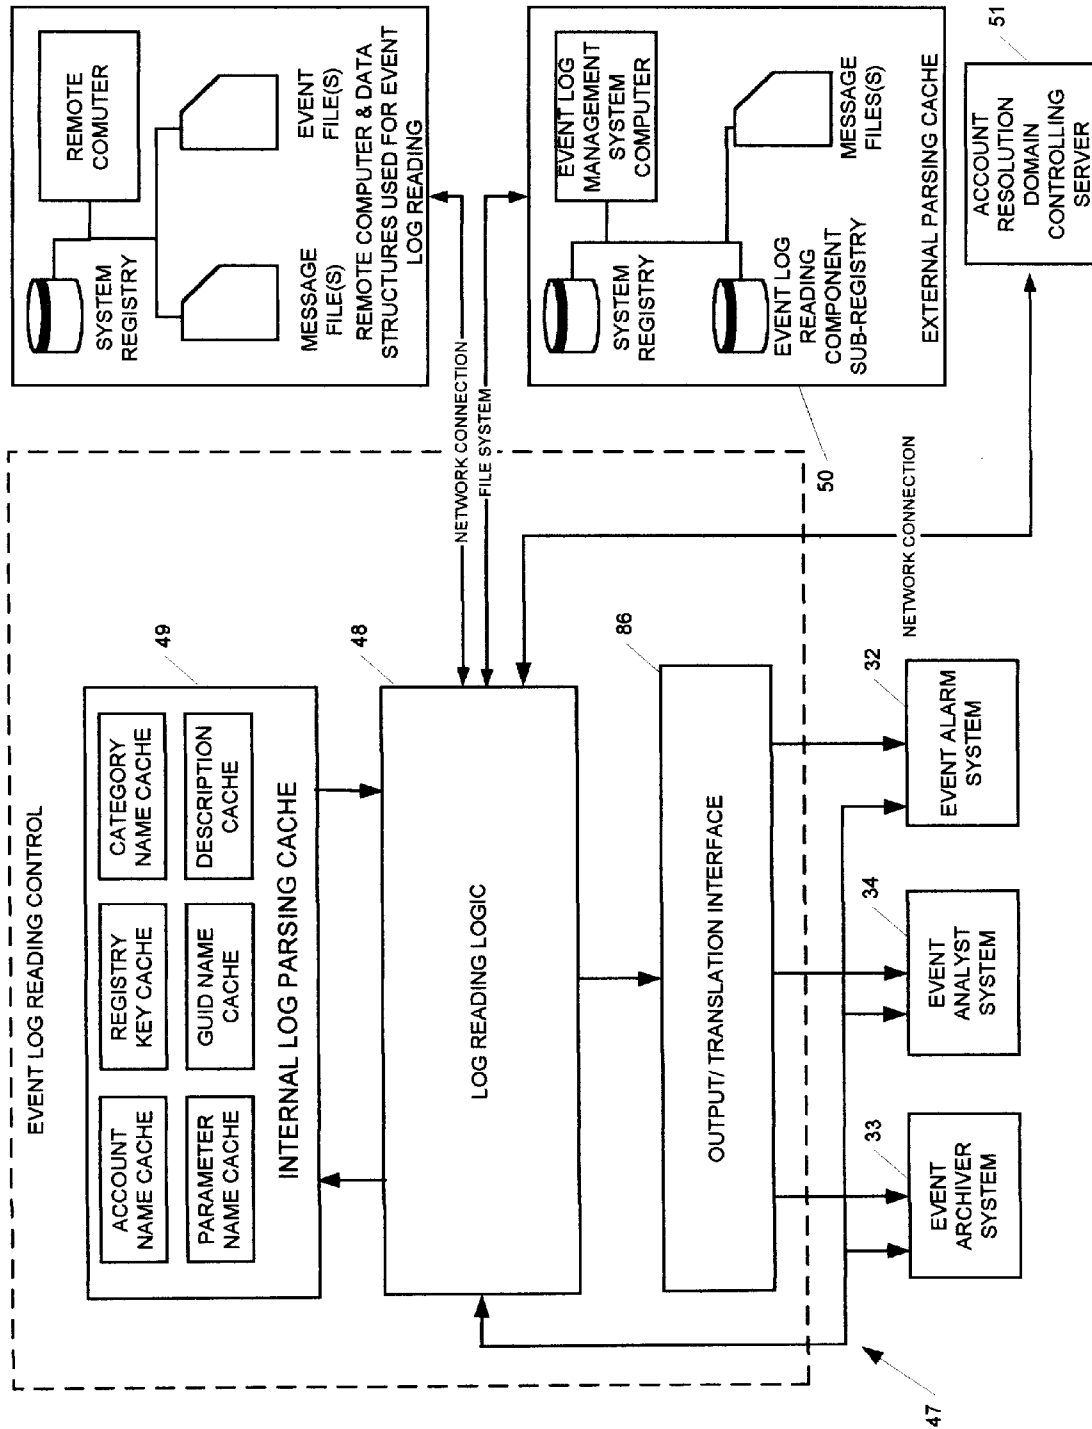 EVENT LOG READING CONTROL
ACCOUNT
NAME CACHE
REGISTRY
KEY CACHE
CATEGORY
NAME CACHE
PARAMETER
NAME CACHE
GUID NAME
CACHE
DESCRIPTION
CACHE
INTERNAL LOG PARSING CACHE
49
LOG READING LOGIC
48
OUTPUT/ TRANSLATION INTERFACE
86
EVENT
ARCHIVER
SYSTEM
33
EVENT
ANALYST
SYSTEM
34
EVENT ALARM
SYSTEM
32
47
NETWORK CONNECTION
FILE SYSTEM
NETWORK CONNECTION
SYSTEM
REGISTRY
REMOTE
COMUTER
MESSAGE
FILE(S)
EVENT
FILE(S)
REMOTE COMPUTER & DATA
STRUCTURES USED FOR EVENT
LOG READING
SYSTEM
REGISTRY
EVENT LOG
MANAGEMENT
SYSTEM
COMPUTER
EVENT LOG
READING
COMPONENT
SUB-REGISTRY
MESSAGE
FILES(S)
EXTERNAL PARSING CACHE
50
ACCOUNT
RESOLUTION
DOMAIN
CONTROLLING
SERVER
51